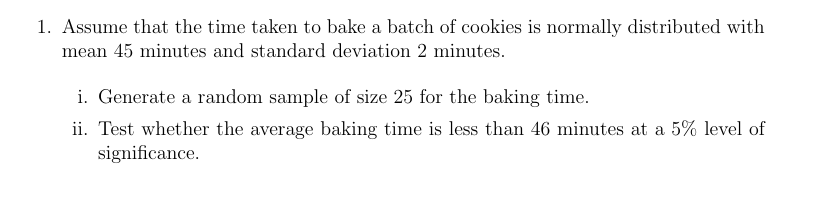 1. Assume that the time taken to bake a batch of cookies is normally distributed with
mean 45 minutes and standard deviation 2 minutes.
i. Generate a random sample of size 25 for the baking time.
ii. Test whether the average baking time is less than 46 minutes at a 5% level of
significance.